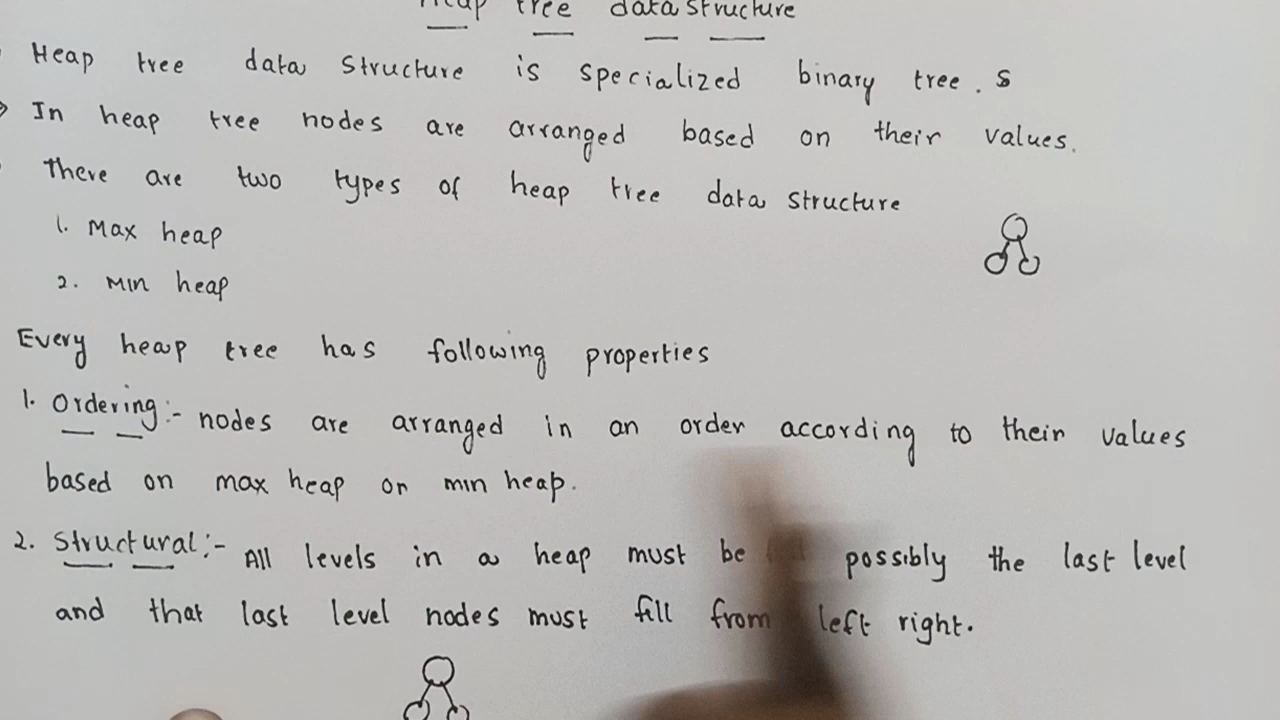 Heap tree data structure
Heap tree data structure is specialized binary tree. s
In heap tree nodes are arranged based on their values.
There are two types of heap tree data structure
1. Max heap
2. Min heap
Every heap tree has following properties
1. Ordering:- nodes are arranged in an order according to their values
based on max heap or min heap.
2. Structural:- All levels in a heap must be possibly the last level
and that last level nodes must fill from left right.